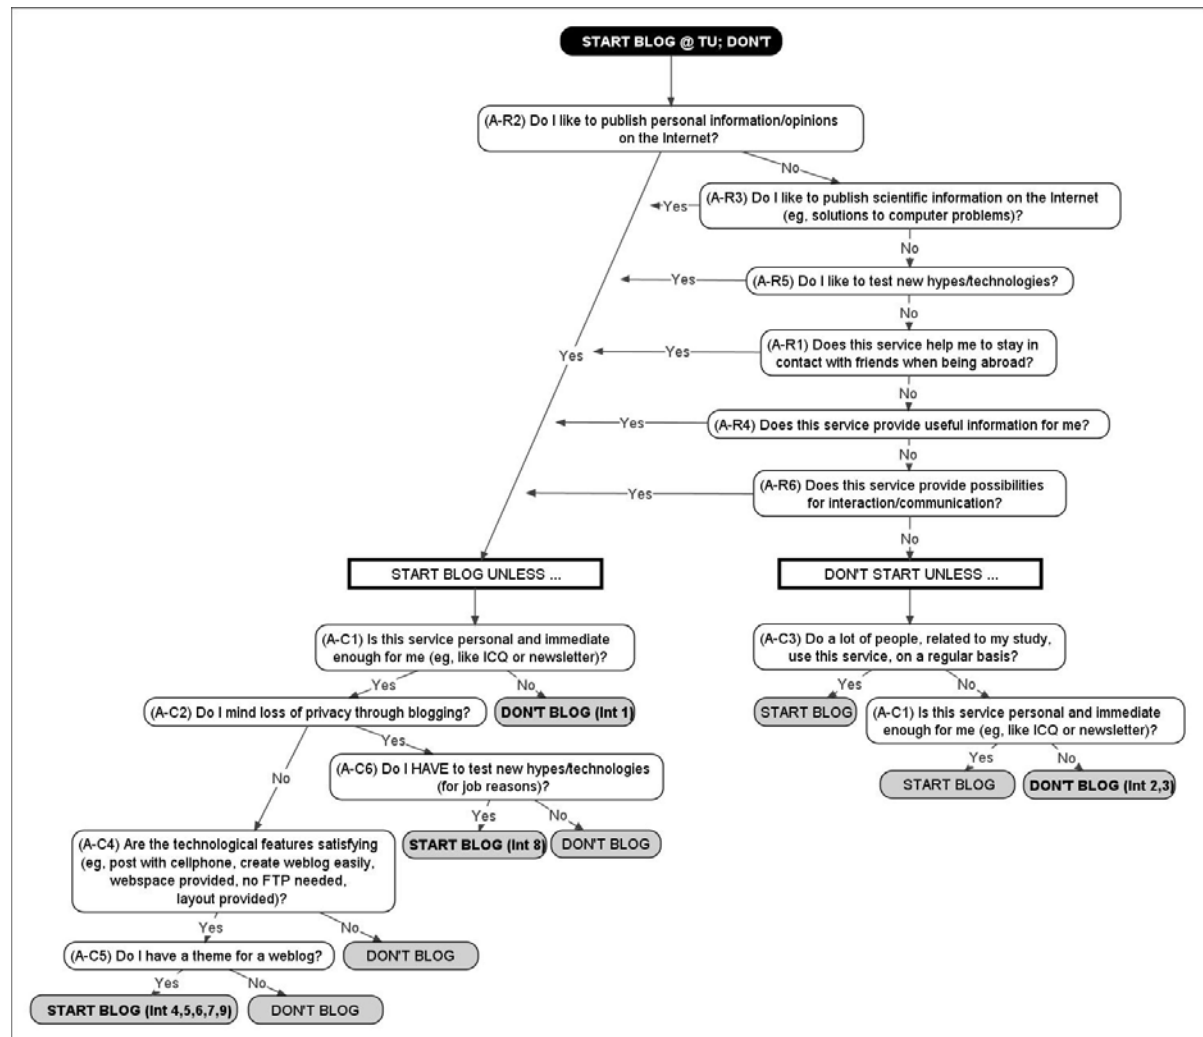 START BLOG @ TU; DON'T
(A-R2) Do I like to publish personal information/opinions
on the Internet?
No
(A-R3) Do I like to publish scientific information on the Internet
(eg, solutions to computer problems)?
Yes
No
(A-R5) Do I like to test new hypes/technologies?
Yes
No
(A-R1) Does this service help me to stay in
contact with friends when being abroad?
Yes
Yes
No
(A-R4) Does this service provide useful information for me?
Yes
No
(A-R6) Does this service provide possibilities
for interaction/communication?
Yes
No
START BLOG UNLESS ...
DON'T START UNLESS ...
(A-C1) Is this service personal and immediate
enough for me (eg, like ICQ or newsletter)?
Yes
No
(A-C2) Do I mind loss of privacy through blogging?
DON'T BLOG (Int 1)
Yes
No
(A-C6) Do I HAVE to test new hypes/technologies
(for job reasons)?
Yes
No
START BLOG (Int 8)
DON'T BLOG
(A-C4) Are the technological features satisfying
(eg, post with cellphone, create weblog easily,
webspace provided, no FTP needed,
layout provided)?
Yes
No
(A-C5) Do I have a theme for a weblog?
DON'T BLOG
Yes
No
START BLOG (Int 4,5,6,7,9)
DON'T BLOG
(A-C3) Do a lot of people, related to my study,
use this service, on a regular basis?
Yes
No
START BLOG
(A-C1) Is this service personal and immediate
enough for me (eg, like ICQ or newsletter)?
Yes
No
START BLOG
DON'T BLOG (Int 2,3)